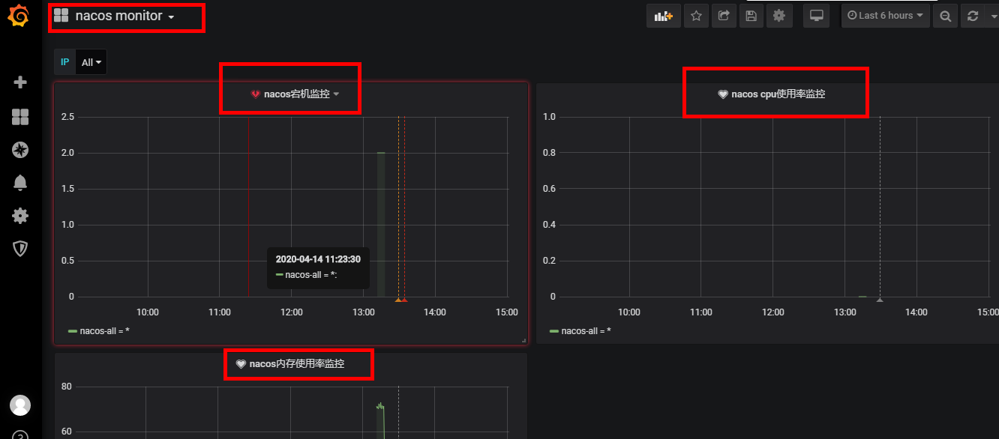 nacos monitor
Last 6 hours
IP All
nacos宕机监控
2.5
2.0
1.5
1.0
0.5
0
10:00 11:00 12:00 13:00 14:00 15:00
2020-04-14 11:23:30
nacos-all = *:
nacos-all = *
nacos cpu使用率监控
1.0
0.8
0.6
0.4
0.2
0
10:00 11:00 12:00 13:00 14:00 15:00
nacos-all = *
nacos内存使用率监控
80
60